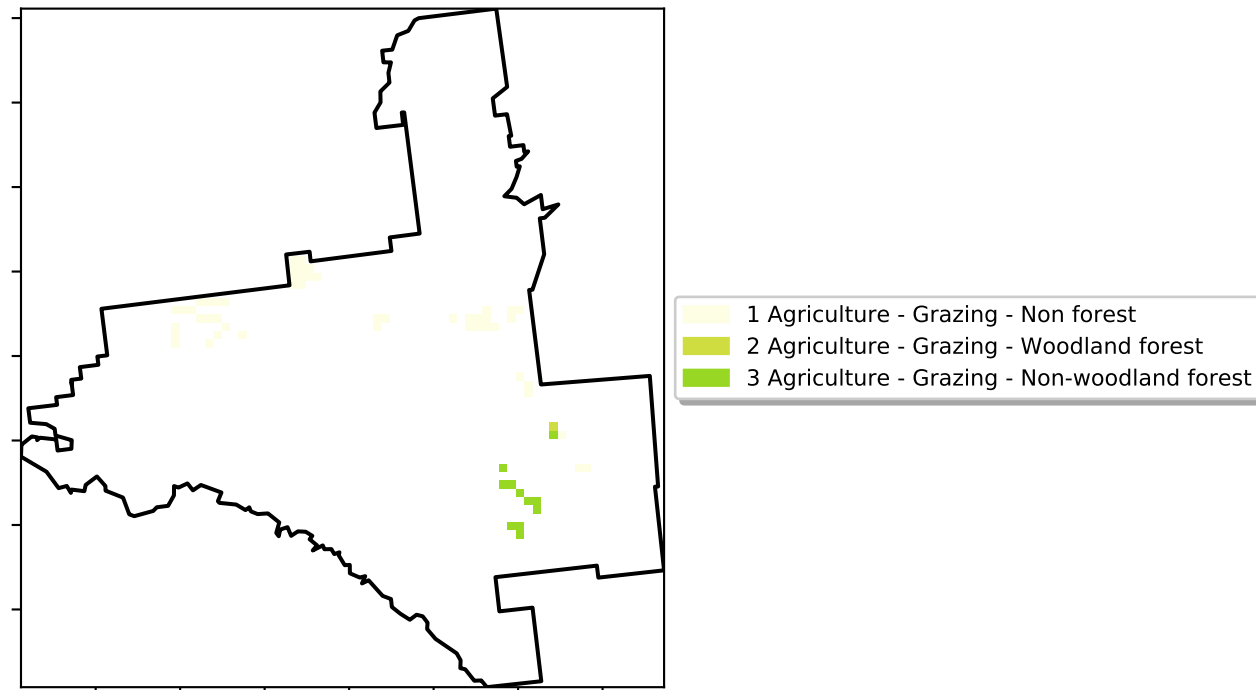 1 Agriculture - Grazing - Non forest
2 Agriculture - Grazing - Woodland forest
3 Agriculture - Grazing - Non-woodland forest